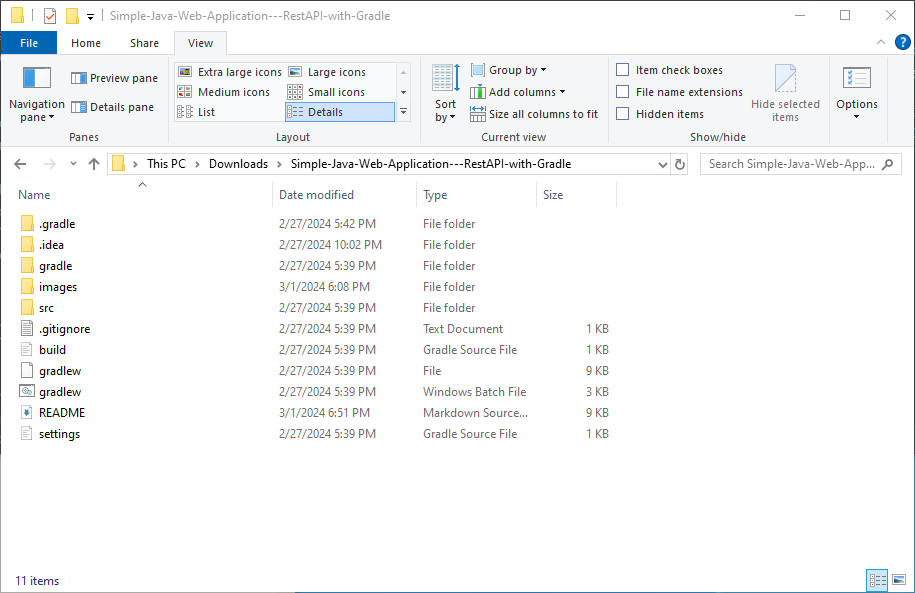 Simple-Java-Web-Application---RestAPI-with-Gradle
File Home Share View
Navigation pane
Preview pane
Details pane
Panes
Extra large icons Large icons
Medium icons Small icons
List Details
Layout
Sort by
Group by
Add columns
Size all columns to fit
Current view
Item check boxes
File name extensions
Hidden items
Hide selected items
Show/hide
Options
This PC Downloads Simple-Java-Web-Application---RestAPI-with-Gradle
Search Simple-Java-Web-App...
Name Date modified Type Size
.gradle 2/27/2024 5:42 PM File folder
.idea 2/27/2024 10:02 PM File folder
gradle 2/27/2024 5:39 PM File folder
images 3/1/2024 6:08 PM File folder
src 2/27/2024 5:39 PM File folder
.gitignore 2/27/2024 5:39 PM Text Document 1 KB
build 2/27/2024 5:39 PM Gradle Source File 1 KB
gradlew 2/27/2024 5:39 PM File 9 KB
gradlew 2/27/2024 5:39 PM Windows Batch File 3 KB
README 3/1/2024 6:51 PM Markdown Source... 9 KB
settings 2/27/2024 5:39 PM Gradle Source File 1 KB
11 items